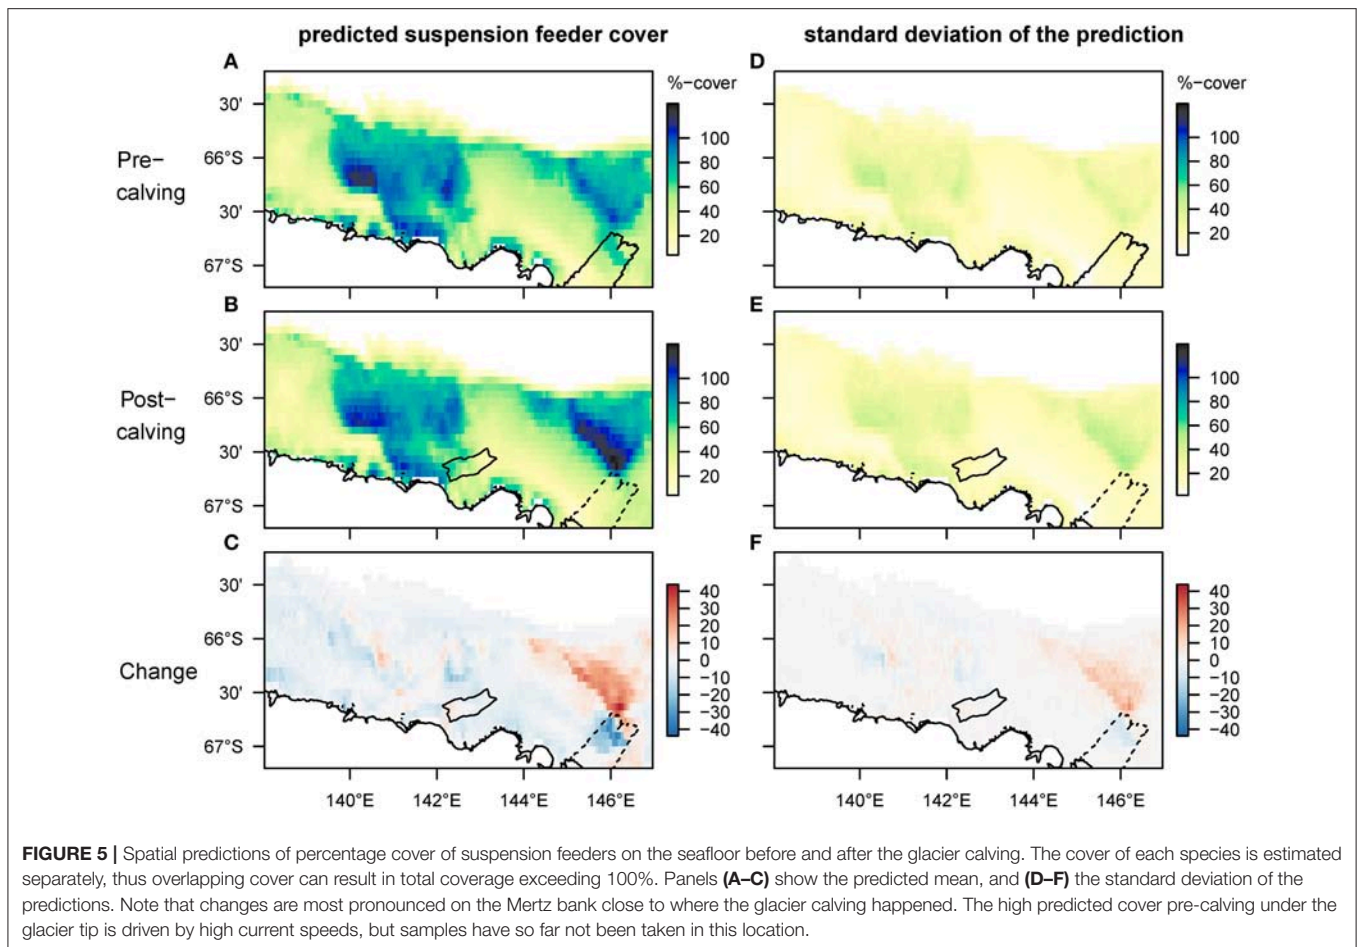 predicted suspension feeder cover
standard deviation of the prediction
A
D
%−cover
%−cover
30'
66°S
30'
67°S
Pre−
calving
100
80
60
40
20
100
80
60
40
20
B
E
30'
66°S
30'
67°S
Post−
calving
100
80
60
40
20
100
80
60
40
20
C
F
30'
66°S
30'
67°S
Change
40
30
20
10
0
−10
−20
−30
−40
40
30
20
10
0
−10
−20
−30
−40
140°E 142°E 144°E 146°E
140°E 142°E 144°E 146°E
FIGURE 5 | Spatial predictions of percentage cover of suspension feeders on the seafloor before and after the glacier calving. The cover of each species is estimated
separately, thus overlapping cover can result in total coverage exceeding 100%. Panels (A–C) show the predicted mean, and (D–F) the standard deviation of the
predictions. Note that changes are most pronounced on the Mertz bank close to where the glacier calving happened. The high predicted cover pre-calving under the
glacier tip is driven by high current speeds, but samples have so far not been taken in this location.